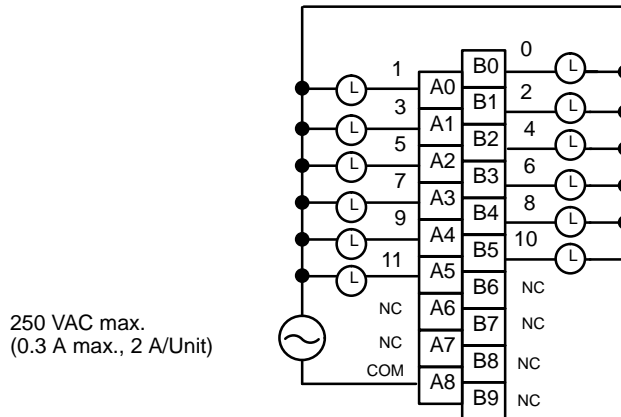 0
1 B0 L
L A0 2
3 B1 L
L A1 4
5 B2 L
L A2 6
7 B3 L
L A3 8
9 B4 L
L A4 10
11 B5 L
L A5 B6 NC
NC A6 B7 NC
250 VAC max.
(0.3 A max., 2 A/Unit)
NC A7 B8 NC
COM A8 B9 NC